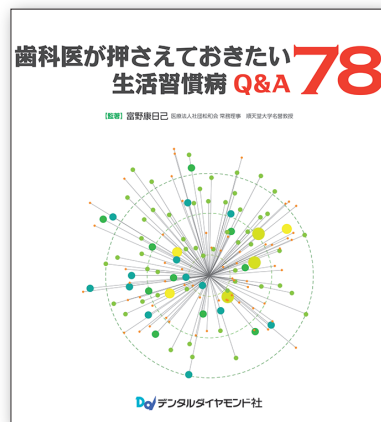 歯科医が押さえておきたい
生活習慣病 Q&A 78
【監著】 富野康日己 医療法人社団松和会 常務理事 順天堂大学名誉教授
デンタルダイヤモンド社